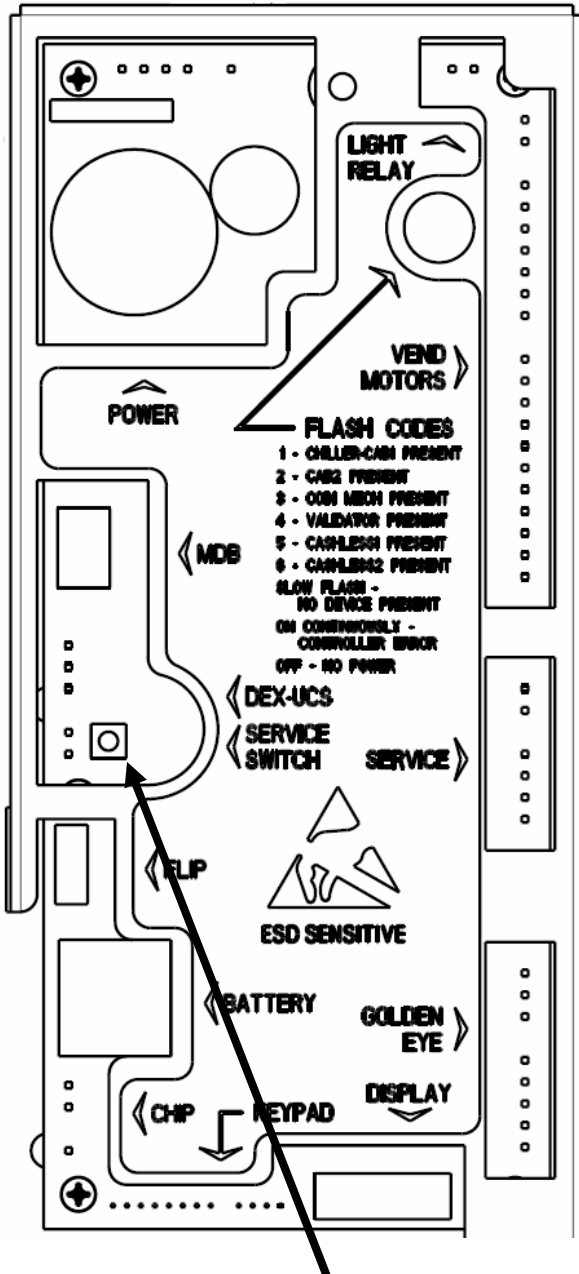 LIGHT
RELAY
VEND
MOTORS
POWER
FLASH CODES
1 - CHILLER-CAB1 PRESENT
2 - CAB2 PRESENT
3 - COIN MECH PRESENT
4 - VALIDATOR PRESENT
5 - CASHLESS1 PRESENT
6 - CASHLESS2 PRESENT
SLOW FLASH -
NO DEVICE PRESENT
ON CONTINUOUSLY -
CONTROLLER ERROR
OFF - NO POWER
MDB
DEX-UCS
SERVICE
SWITCH
SERVICE
FLIP
ESD SENSITIVE
BATTERY
GOLDEN
EYE
DISPLAY
CHIP
KEYPAD